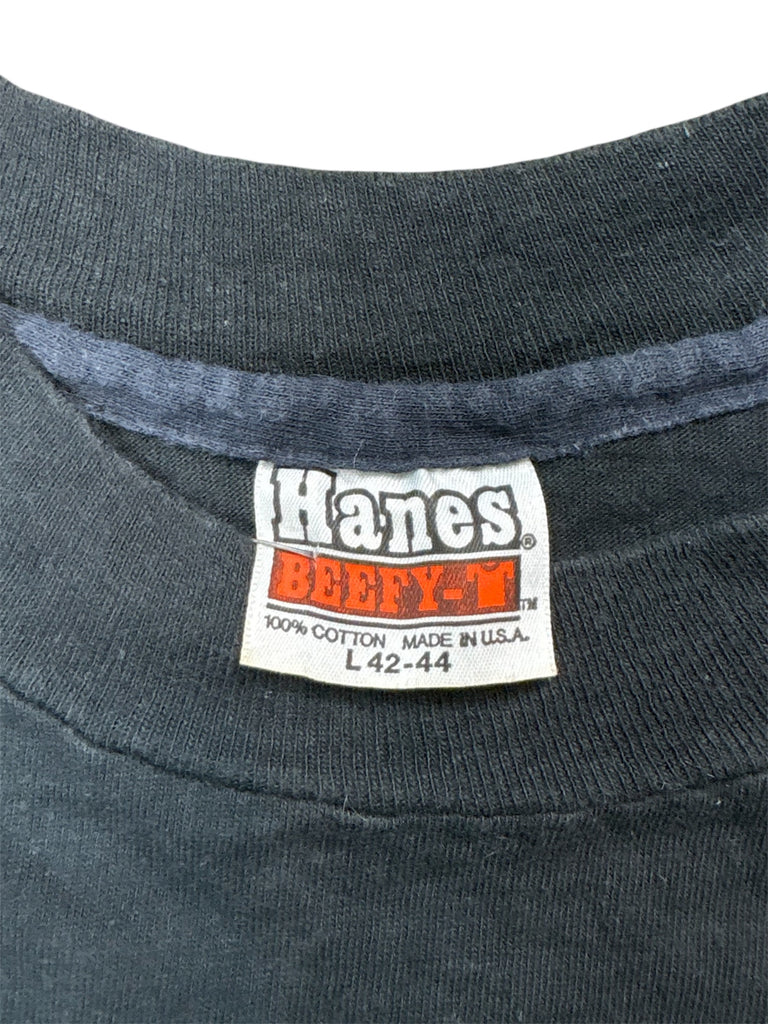 Hanes®
BEEFY-T™
100% COTTON MADE IN U.S.A.
L 42-44